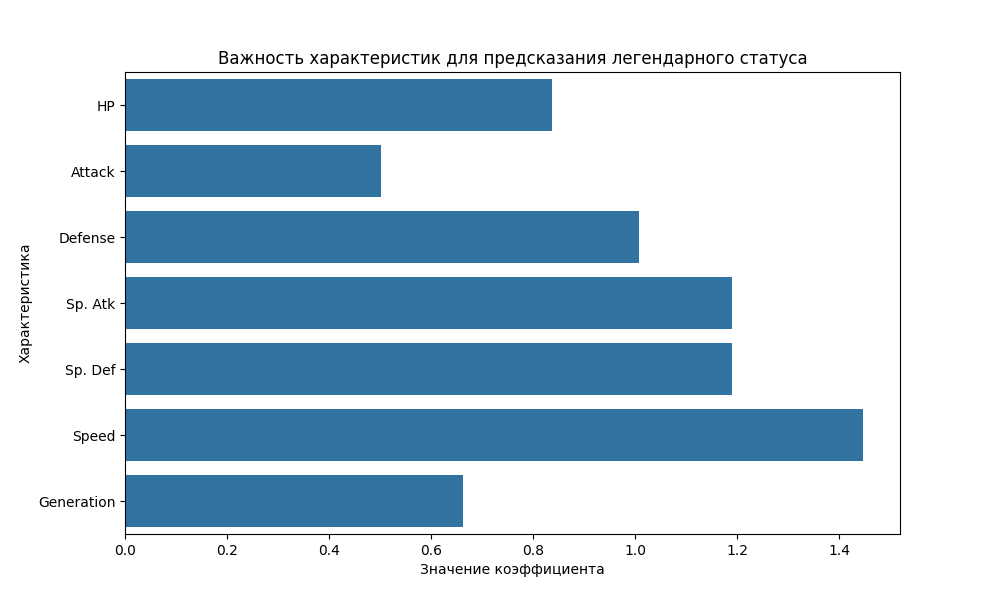 Важность характеристик для предсказания легендарного статуса
HP
Attack
Defense
Sp. Atk
Sp. Def
Speed
Generation
Характеристика
0.0 0.2 0.4 0.6 0.8 1.0 1.2 1.4
Значение коэффициента